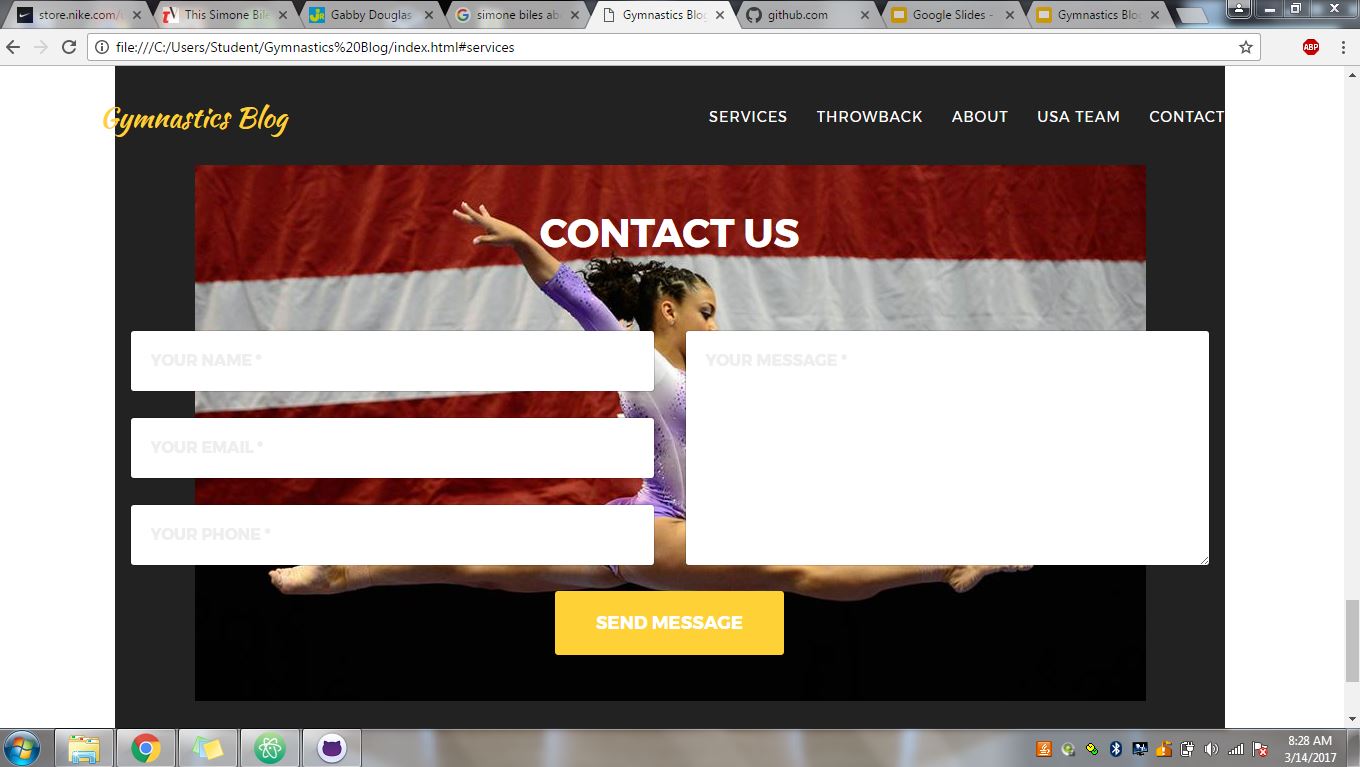 store.nike.com/u
This Simone Bile
Gabby Douglas
simone biles abo
Gymnastics Blog
github.com
Google Slides -
Gymnastics Blog
file:///C:/Users/Student/Gymnastics%20Blog/index.html#services
ABP
Gymnastics Blog
SERVICES THROWBACK ABOUT USA TEAM CONTACT
CONTACT US
YOUR NAME *
YOUR MESSAGE *
YOUR EMAIL *
YOUR PHONE *
SEND MESSAGE
8:28 AM
3/14/2017